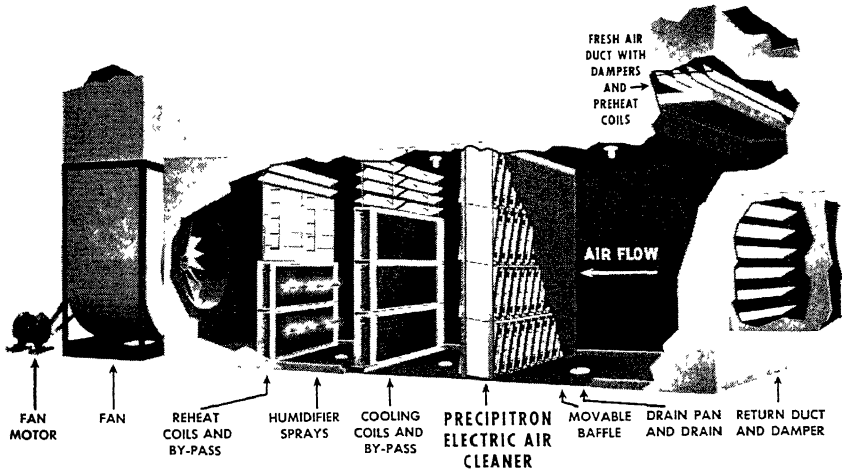 FRESH AIR
DUCT WITH
DAMPERS
AND
PREHEAT
COILS
AIR FLOW
FAN
MOTOR
FAN
REHEAT
COILS AND
BY-PASS
HUMIDIFIER
SPRAYS
COOLING
COILS AND
BY-PASS
PRECIPITRON
ELECTRIC AIR
CLEANER
MOVABLE
BAFFLE
DRAIN PAN
AND DRAIN
RETURN DUCT
AND DAMPER